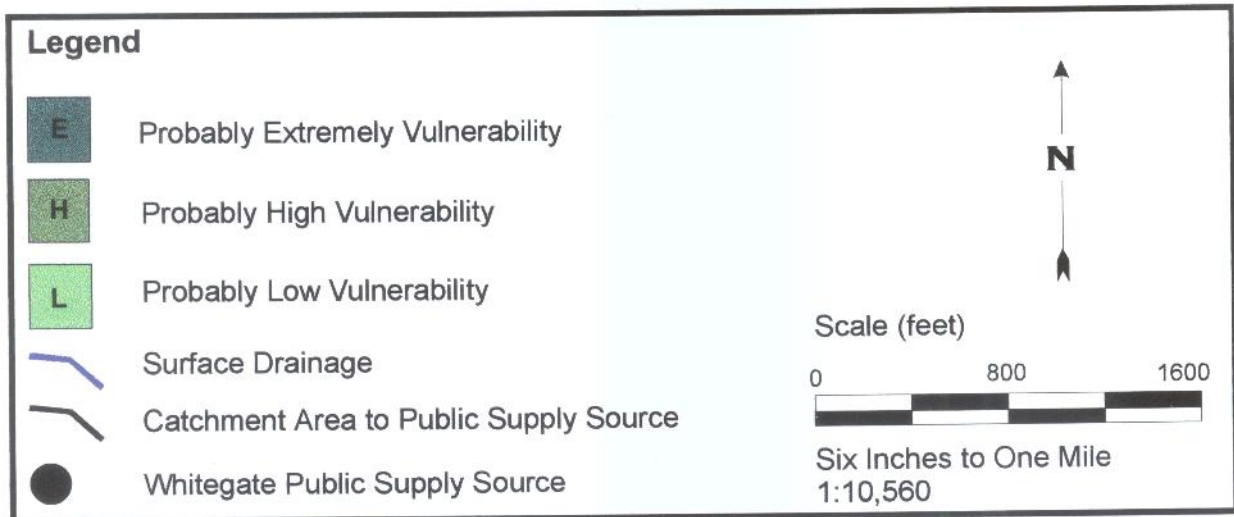 Legend
E Probably Extremely Vulnerability
H Probably High Vulnerability
L Probably Low Vulnerability
Surface Drainage
Catchment Area to Public Supply Source
Whitegate Public Supply Source
N
Scale (feet)
0 800 1600
Six Inches to One Mile
1:10,560